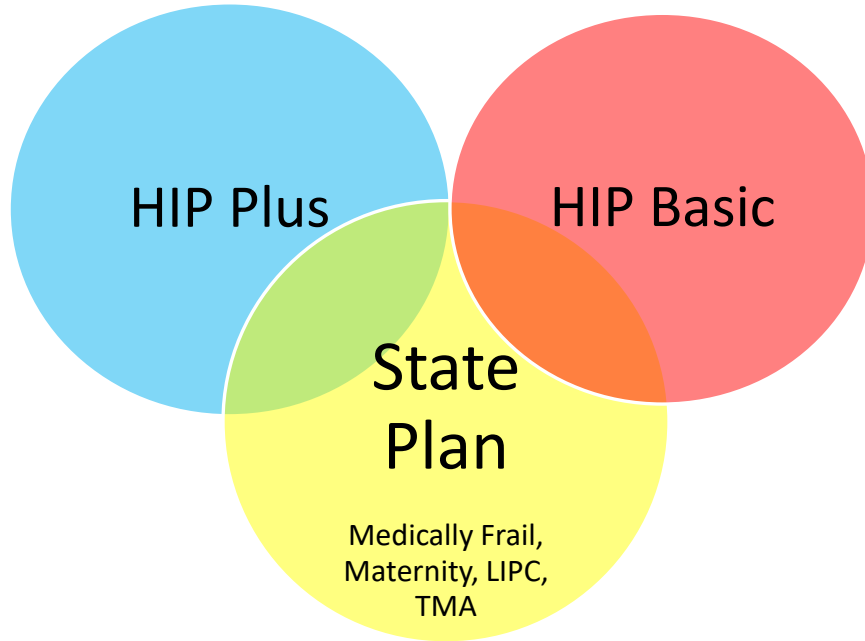 HIP Plus
HIP Basic
State
Plan
Medically Frail,
Maternity, LIPC,
TMA